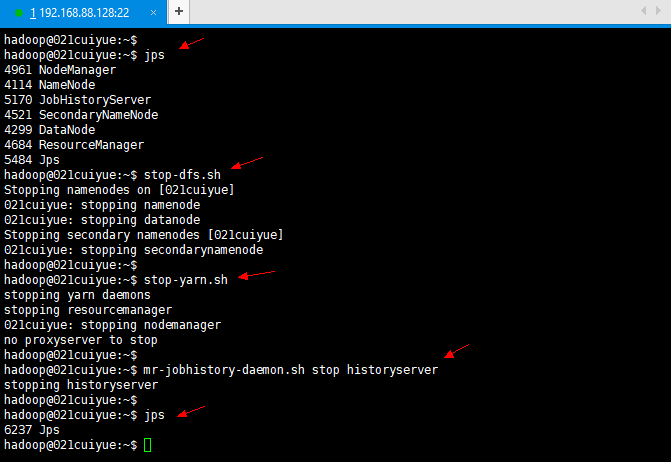 1 192.168.88.128:22 × +
hadoop@021cuiyue:~$
hadoop@021cuiyue:~$ jps
4961 NodeManager
4114 NameNode
5170 JobHistoryServer
4521 SecondaryNameNode
4299 DataNode
4684 ResourceManager
5484 Jps
hadoop@021cuiyue:~$ stop-dfs.sh
Stopping namenodes on [021cuiyue]
021cuiyue: stopping namenode
021cuiyue: stopping datanode
Stopping secondary namenodes [021cuiyue]
021cuiyue: stopping secondarynamenode
hadoop@021cuiyue:~$
hadoop@021cuiyue:~$ stop-yarn.sh
stopping yarn daemons
stopping resourcemanager
021cuiyue: stopping nodemanager
no proxyserver to stop
hadoop@021cuiyue:~$
hadoop@021cuiyue:~$ mr-jobhistory-daemon.sh stop historyserver
stopping historyserver
hadoop@021cuiyue:~$
hadoop@021cuiyue:~$ jps
6237 Jps
hadoop@021cuiyue:~$